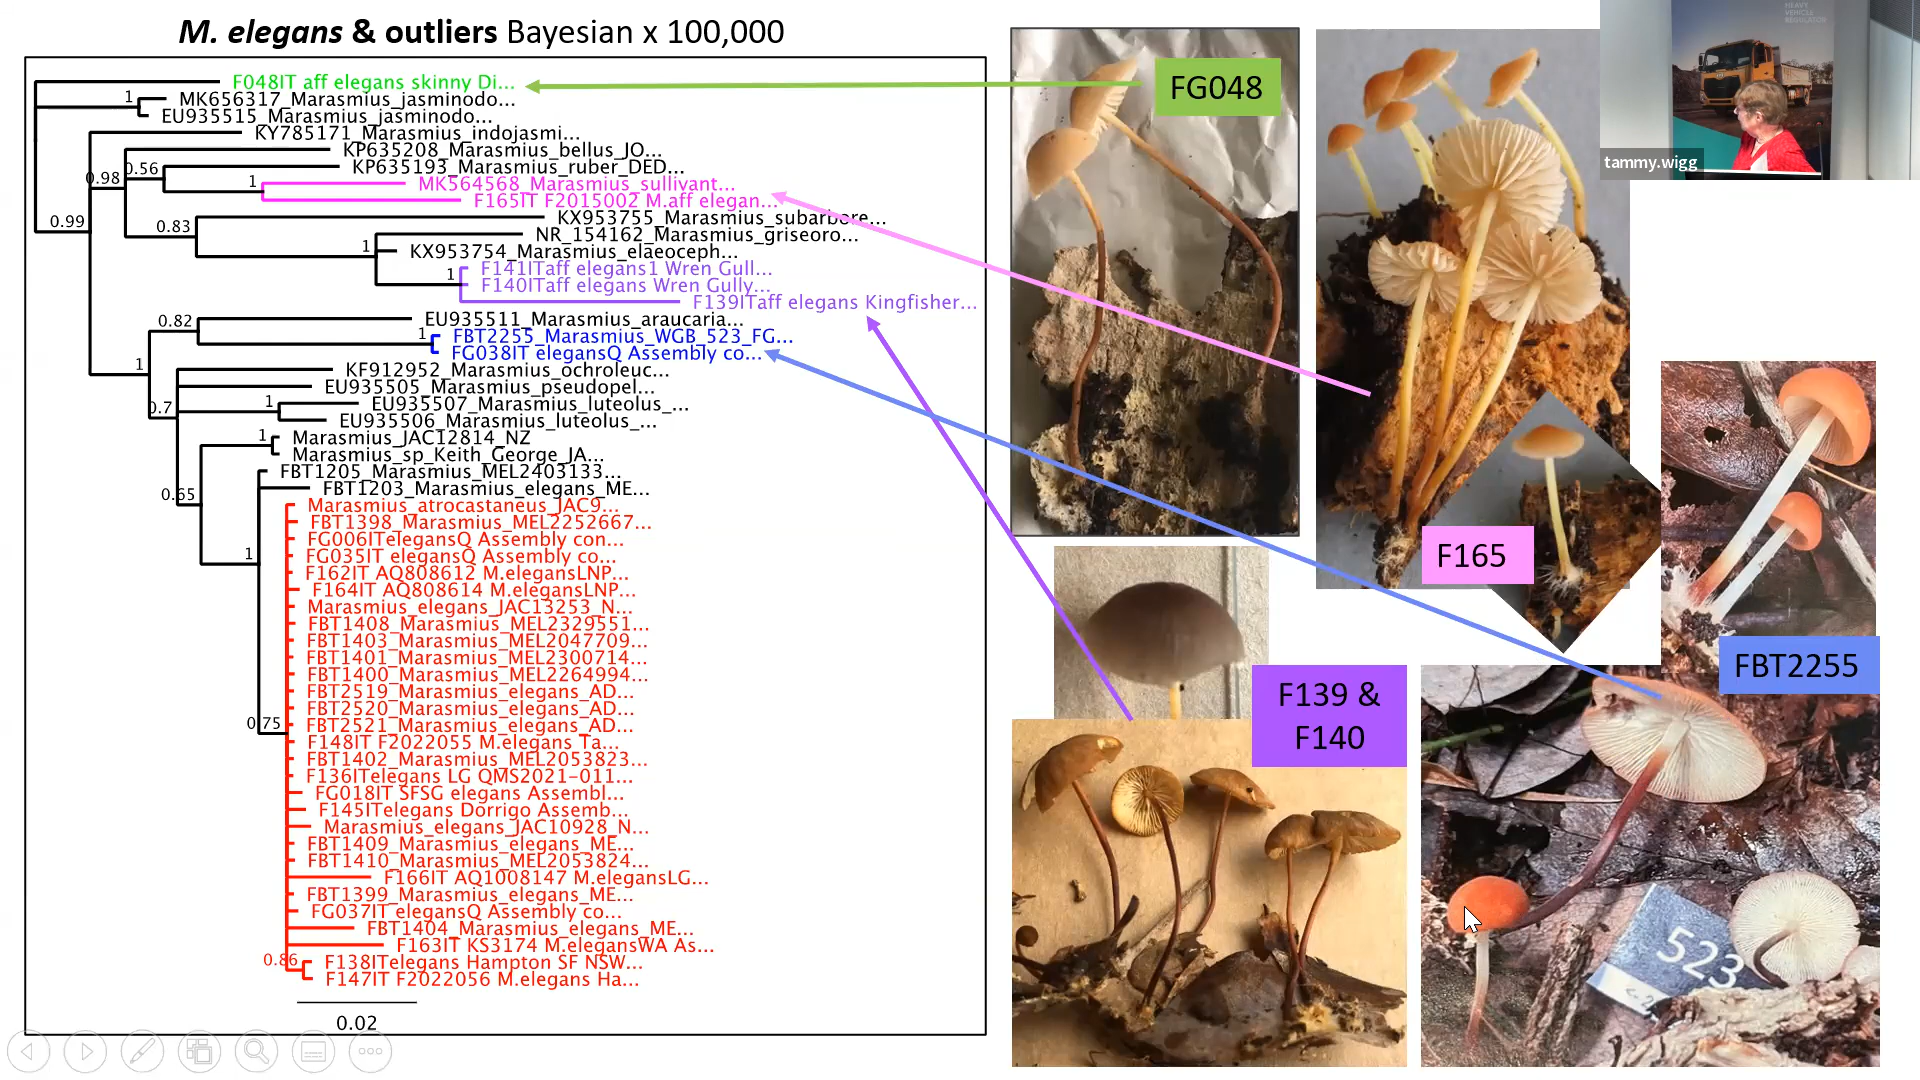 M. elegans & outliers Bayesian x 100,000
F048IT aff elegans skinny Di...
MK656317_Marasmius_jasminodo...
EU935515_Marasmius_jasminodo...
KY785171_Marasmius_indojasmi...
KP635208_Marasmius_bellus_JO...
KP635193_Marasmius_ruber_DED...
MK564568_Marasmius_sullivant...
F165IT F2015002 M.aff elegan...
KX953755_Marasmius_subarbore...
NR_154162_Marasmius_griseoro...
KX953754_Marasmius_elaeoceph...
F141ITaff elegans1 Wren Gull...
F140ITaff elegans Wren Gully...
F139ITaff elegans Kingfisher...
EU935511_Marasmius_araucaria...
FBT2255_Marasmius_WGB_523_FG...
FG038IT elegansQ Assembly co...
KF912952_Marasmius_ochroleuc...
EU935505_Marasmius_pseudopel...
EU935507_Marasmius_luteolus_...
EU935506_Marasmius_luteolus_...
Marasmius_JAC12814_NZ
Marasmius_sp_Keith_George_JA...
FBT1205_Marasmius_MEL2403133...
FBT1203_Marasmius_elegans_ME...
Marasmius_atrocastaneus_JAC9...
FBT1398_Marasmius_MEL2252667...
FG006ITelegansQ Assembly con...
FG035IT elegansQ Assembly co...
F162IT AQ808612 M.elegansLNP...
F164IT AQ808614 M.elegansLNP...
Marasmius_elegans_JAC13253_N...
FBT1408_Marasmius_MEL2329551...
FBT1403_Marasmius_MEL2047709...
FBT1401_Marasmius_MEL2300714...
FBT1400_Marasmius_MEL2264994...
FBT2519_Marasmius_elegans_AD...
FBT2520_Marasmius_elegans_AD...
FBT2521_Marasmius_elegans_AD...
F148IT F2022055 M.elegans Ta...
FBT1402_Marasmius_MEL2053823...
F136ITelegans LG QMS2021-011...
FG018IT SFSG elegans Assembl...
F145ITelegans Dorrigo Assemb...
Marasmius_elegans_JAC10928_N...
FBT1409_Marasmius_elegans_ME...
FBT1410_Marasmius_MEL2053824...
F166IT AQ1008147 M.elegansLG...
FBT1399_Marasmius_elegans_ME...
FG037IT elegansQ Assembly co...
FBT1404_Marasmius_elegans_ME...
F163IT KS3174 M.elegansWA As...
F138ITelegans Hampton SF NSW...
F147IT F2022056 M.elegans Ha...
1
0.56
0.98
1
0.99
0.83
1
1
0.82
1
1
1
0.7
1
0.65
1
0.75
0.86
0.02
FG048
F165
F139 &
F140
FBT2255
523
HEAVY
VEHICLE
REGULATOR
tammy.wigg